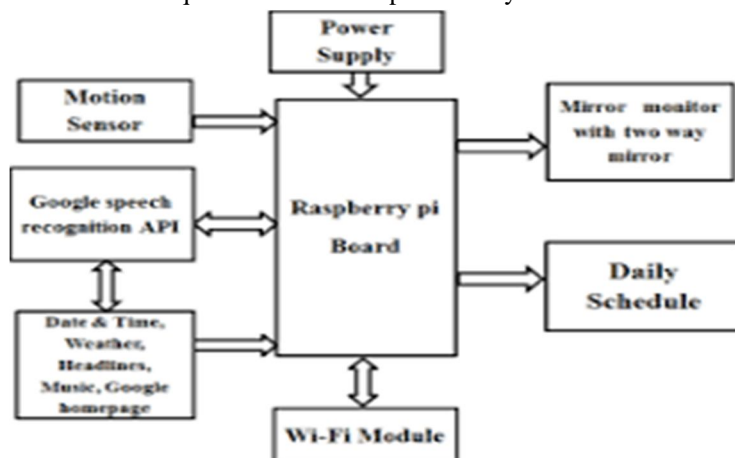 Power
Supply
Motion
Sensor
Mirror monitor
with two way
mirror
Google speech
recognition API
Raspberry pi
Board
Daily
Schedule
Date & Time,
Weather,
Headlines,
Music, Google
homepage
Wi-Fi Module